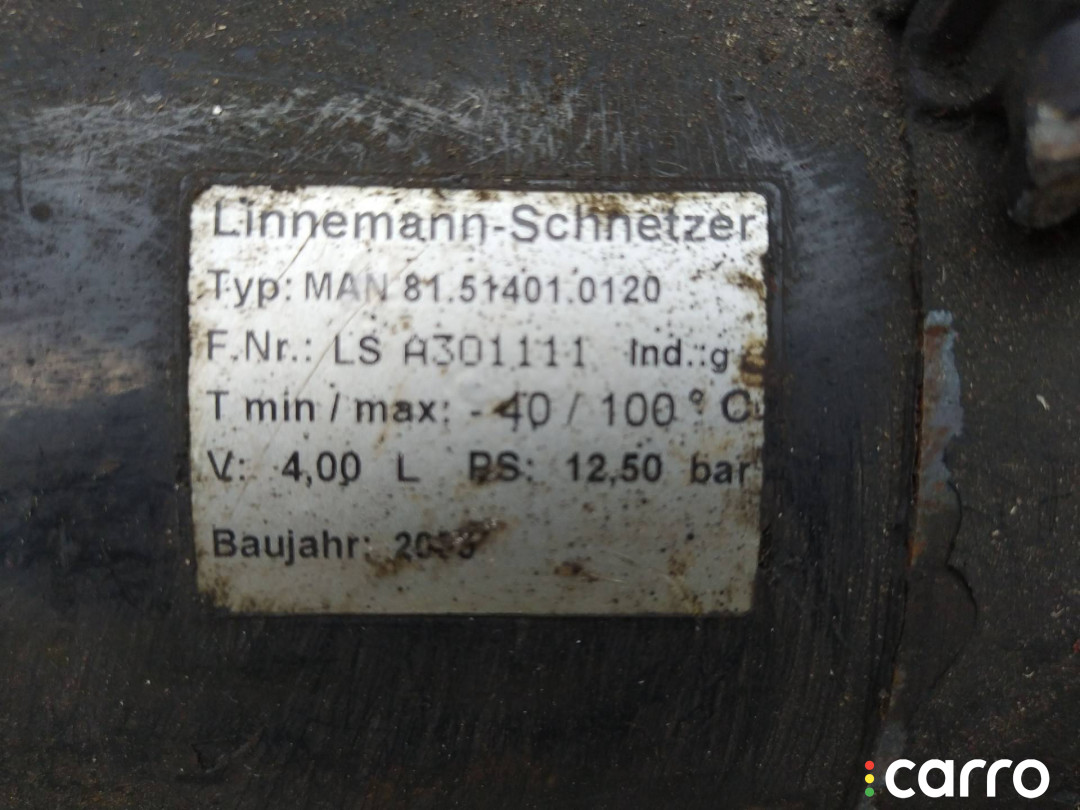 Linnemann-Schnetzer
Typ: MAN 81.51401.0120
F.Nr.: LS A301111 Ind.:g
T min / max: - 40 / 100 ° C
V: 4,00 L PS: 12,50 bar
Baujahr:
carro